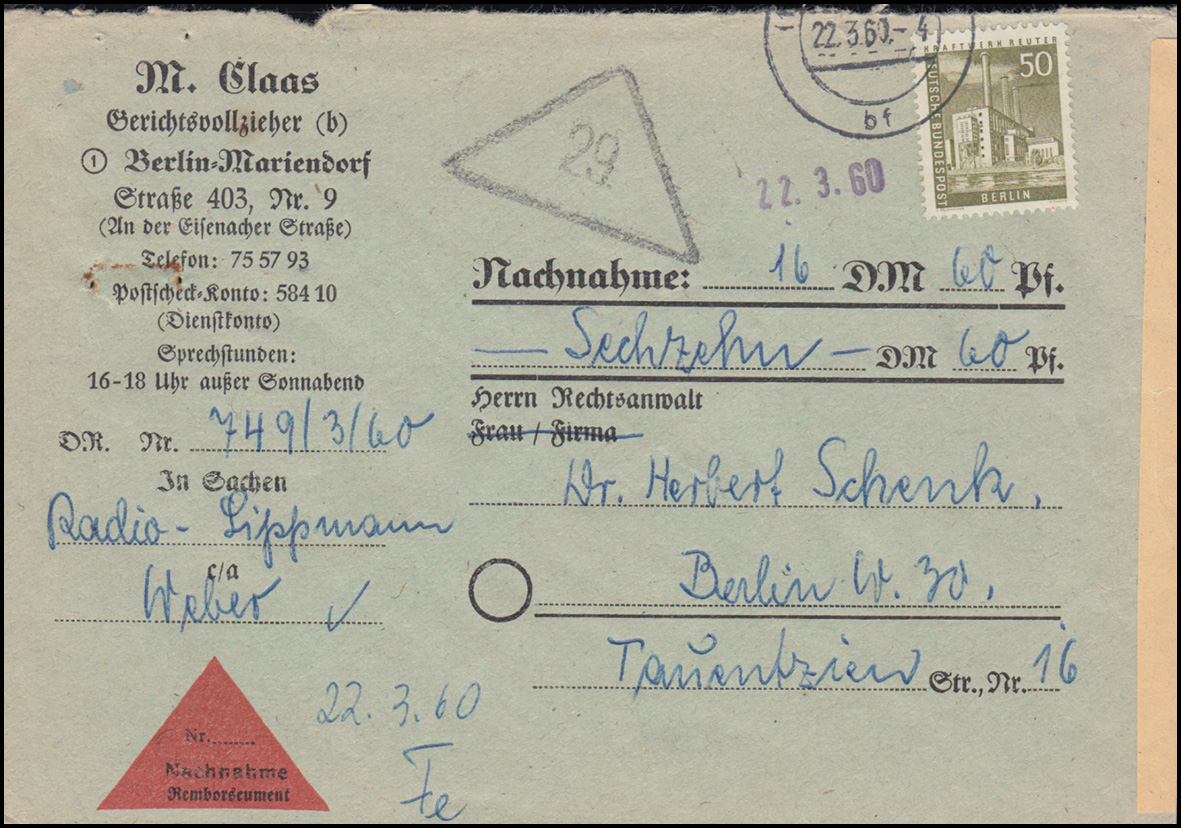 M. Claas
Gerichtsvollzieher (b)
① Berlin-Mariendorf
Straße 403, Nr. 9
(An der Eisenacher Straße)
Telefon: 75 57 93
Postscheck-Konto: 584 10
(Dienstkonto)
Sprechstunden:
16-18 Uhr außer Sonnabend
DR. Nr. 749/3/60
In Sachen
Radio-Lippmann
c/a
Weber ✓
Nr.
Nachnahme
Remboursement
22.3.60
Fe
29.
22.3.60.-4
bf
22.3.60
KRAFTWERK REUTER
50
DEUTSCHE BUNDESPOST
BERLIN
Nachnahme: 16 DM 60 Pf.
— Sechzehn — DM 60 Pf.
Herrn Rechtsanwalt
Frau / Firma
Dr. Herbert Schenk,
Berlin W. 30,
Tauentzien Str., Nr. 16